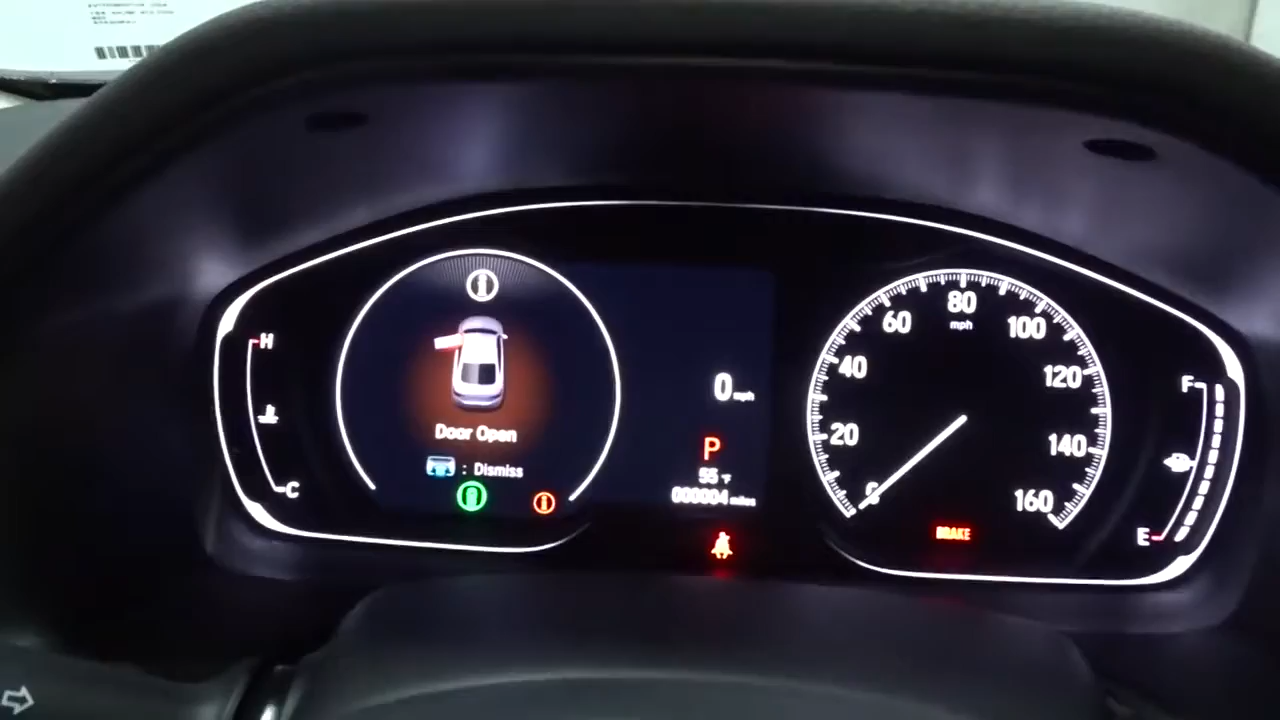 H
C
Door Open
: Dismiss
0 mph
P
55 °F
000004 miles
0
20
40
60
80
mph
100
120
140
160
BRAKE
F
E